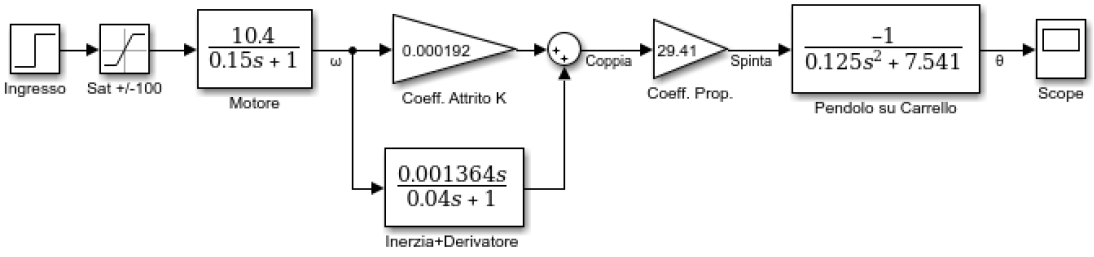 Ingresso
Sat +/-100
10.4
0.15s + 1
Motore
ω
0.000192
Coeff. Attrito K
0.001364s
0.04s + 1
Inerzia+Derivatore
+
+
Coppia
29.41
Coeff. Prop.
Spinta
–1
0.125s² + 7.541
Pendolo su Carrello
θ
Scope